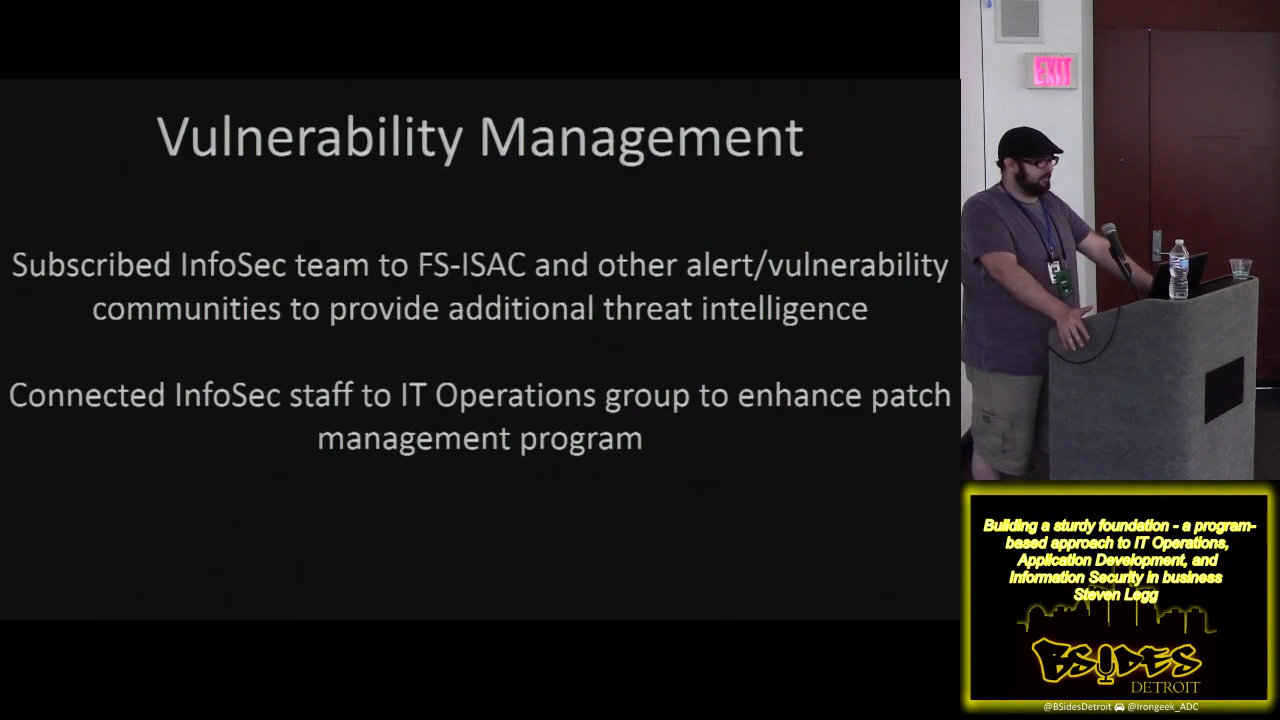 Vulnerability Management
Subscribed InfoSec team to FS-ISAC and other alert/vulnerability
communities to provide additional threat intelligence
Connected InfoSec staff to IT Operations group to enhance patch
management program
EXIT
Building a sturdy foundation - a program-
based approach to IT Operations,
Application Development, and
Information Security in business
Steven Legg
BSIDES
DETROIT
@BSidesDetroit @Irongeek_ADC